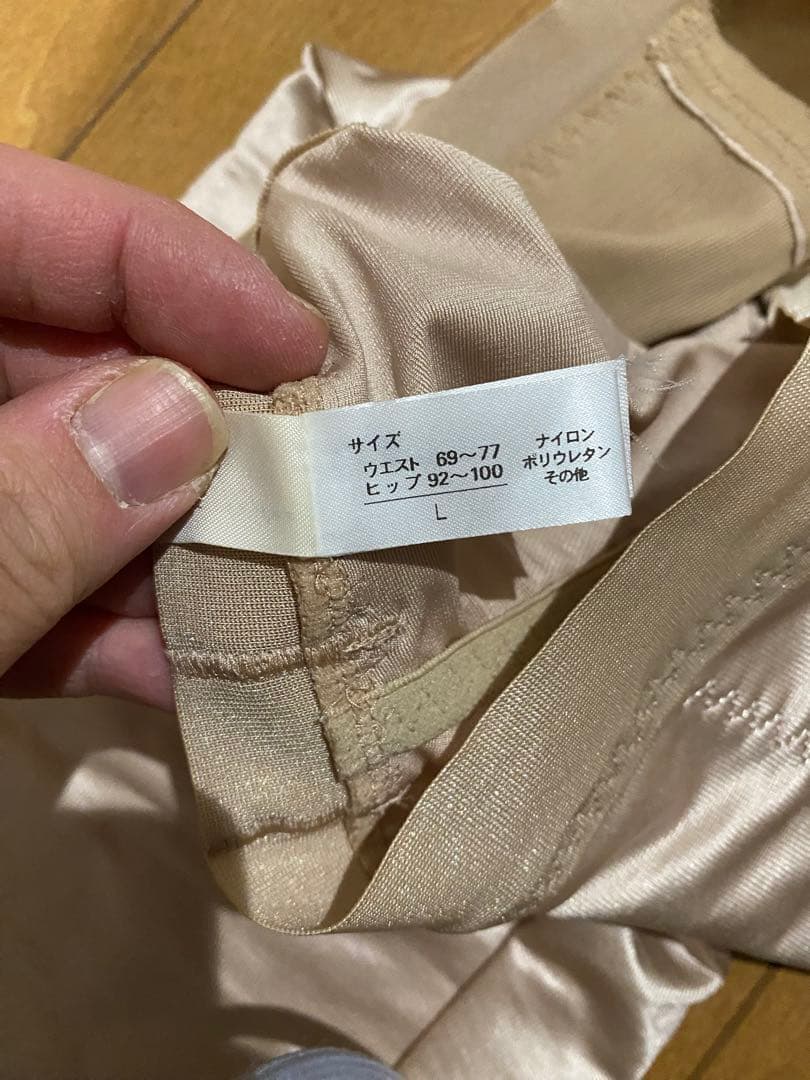 サイズ
ウエスト 69〜77
ヒップ 92〜100
L
ナイロン
ポリウレタン
その他